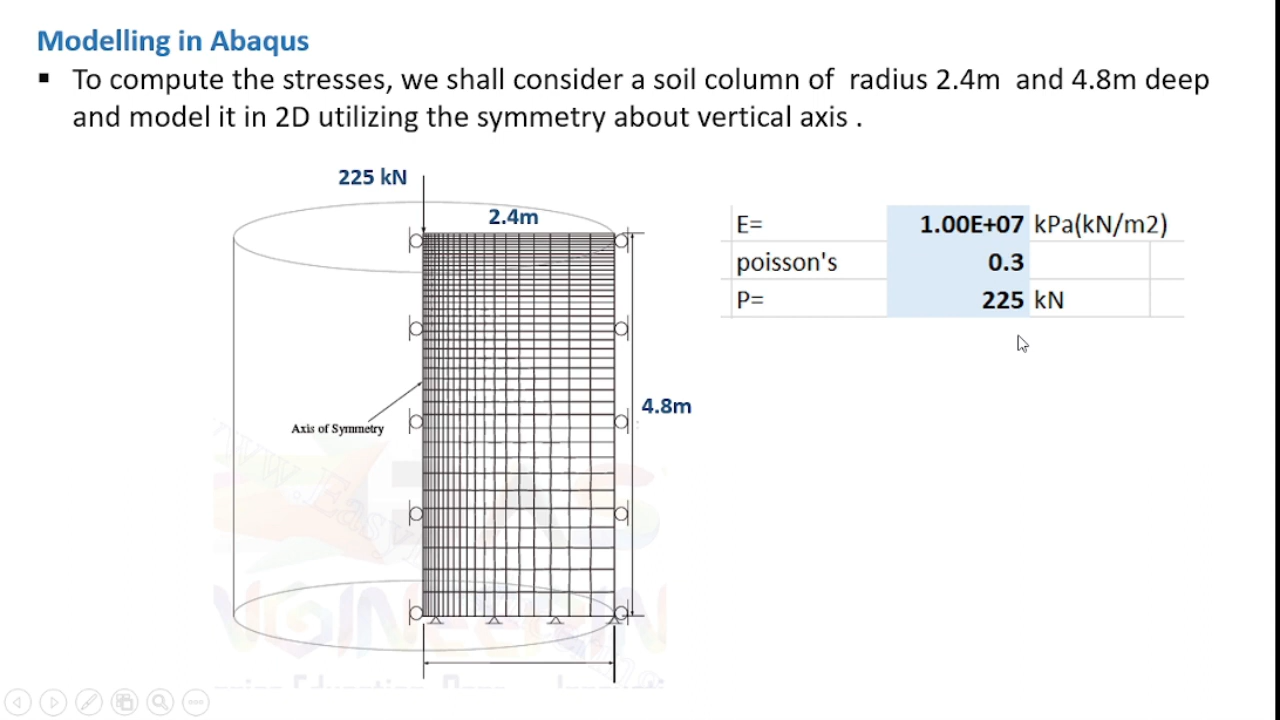 Modelling in Abaqus
▪ To compute the stresses, we shall consider a soil column of radius 2.4m and 4.8m deep
and model it in 2D utilizing the symmetry about vertical axis .
225 kN
2.4m
E= 1.00E+07 kPa(kN/m2)
poisson's 0.3
P= 225 kN
4.8m
Axis of Symmetry